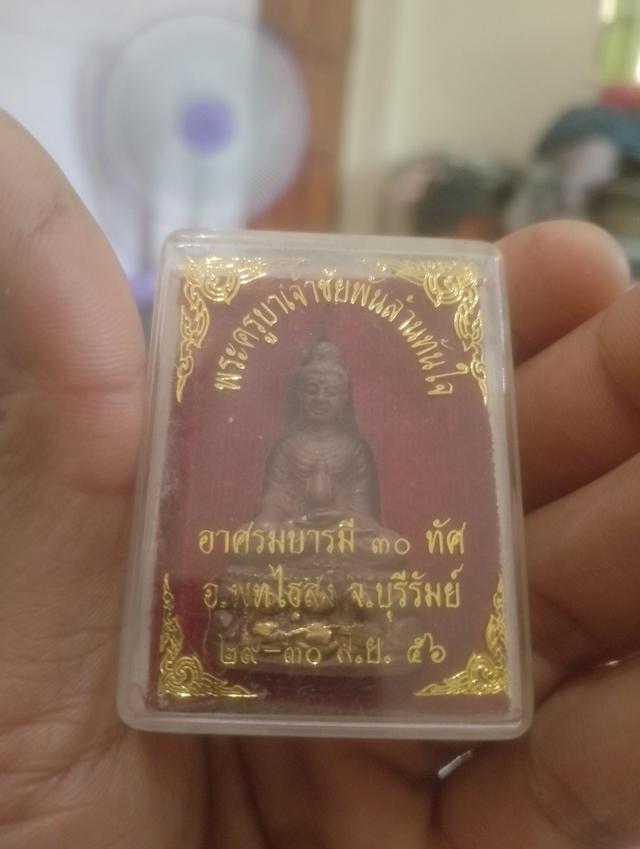 พระครูบาเจ้าชัยพันล้านทันใจ
อาศรมบารมี ๓๐ ทัศ
อ.พุทไธสง จ.บุรีรัมย์
๒๙-๓๐ มิ.ย. ๕๖